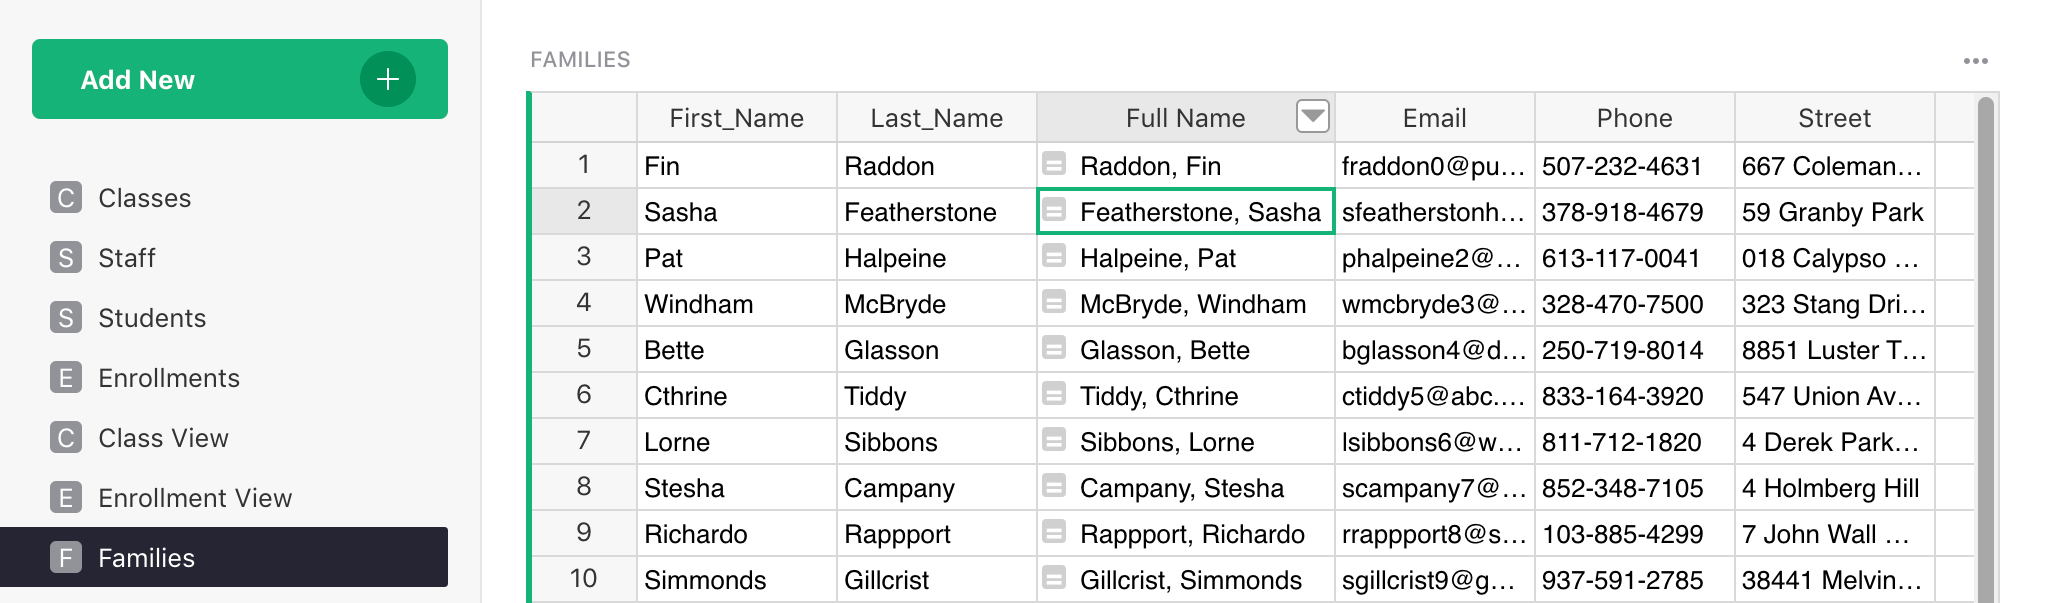 Add New +
C Classes
S Staff
S Students
E Enrollments
C Class View
E Enrollment View
F Families
FAMILIES
First_Name Last_Name Full Name Email Phone Street
1 Fin Raddon = Raddon, Fin fraddon0@pu... 507-232-4631 667 Coleman...
2 Sasha Featherstone = Featherstone, Sasha sfeatherstonh... 378-918-4679 59 Granby Park
3 Pat Halpeine = Halpeine, Pat phalpeine2@... 613-117-0041 018 Calypso ...
4 Windham McBryde = McBryde, Windham wmcbryde3@... 328-470-7500 323 Stang Dri...
5 Bette Glasson = Glasson, Bette bglasson4@d... 250-719-8014 8851 Luster T...
6 Cthrine Tiddy = Tiddy, Cthrine ctiddy5@abc.... 833-164-3920 547 Union Av...
7 Lorne Sibbons = Sibbons, Lorne lsibbons6@w... 811-712-1820 4 Derek Park...
8 Stesha Campany = Campany, Stesha scampany7@... 852-348-7105 4 Holmberg Hill
9 Richardo Rappport = Rappport, Richardo rrappport8@s... 103-885-4299 7 John Wall ...
10 Simmonds Gillcrist = Gillcrist, Simmonds sgillcrist9@g... 937-591-2785 38441 Melvin...